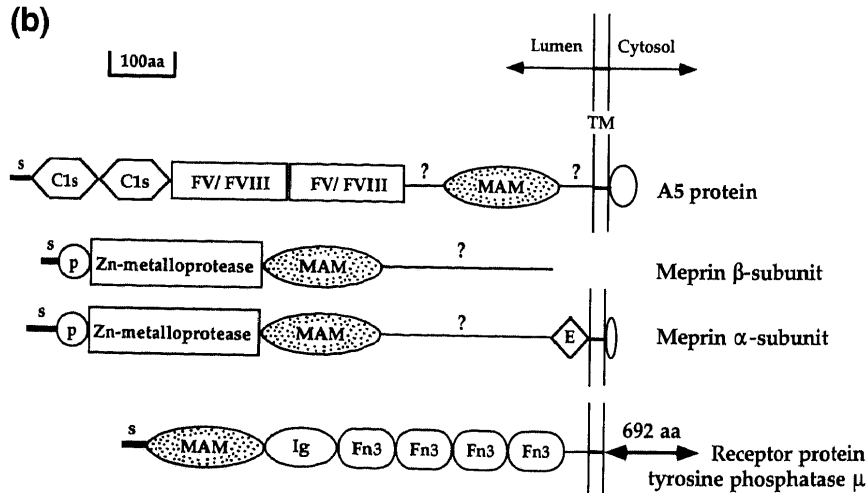 (b)
100aa
Lumen Cytosol
TM
s C1s C1s FV/ FVIII FV/ FVIII ? MAM ? A5 protein
s p Zn-metalloprotease MAM ? Meprin β-subunit
s p Zn-metalloprotease MAM ? E Meprin α-subunit
s MAM Ig Fn3 Fn3 Fn3 Fn3 692 aa
Receptor protein
tyrosine phosphatase μ